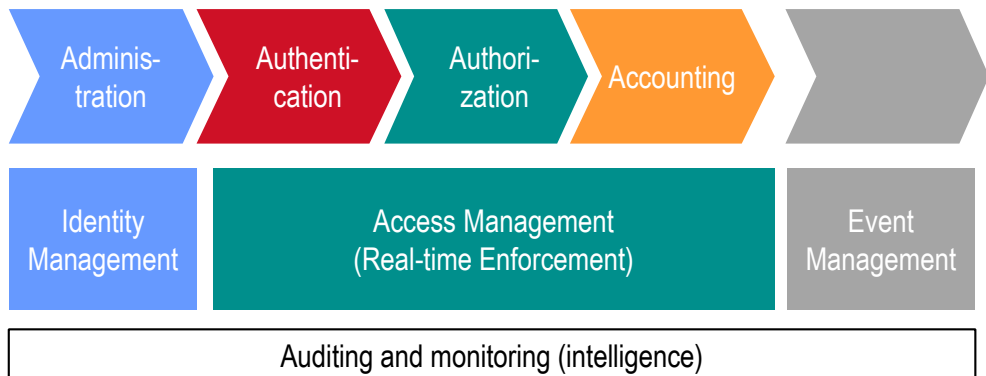 Adminis-
tration
Authenti-
cation
Authori-
zation
Accounting
Identity
Management
Access Management
(Real-time Enforcement)
Event
Management
Auditing and monitoring (intelligence)